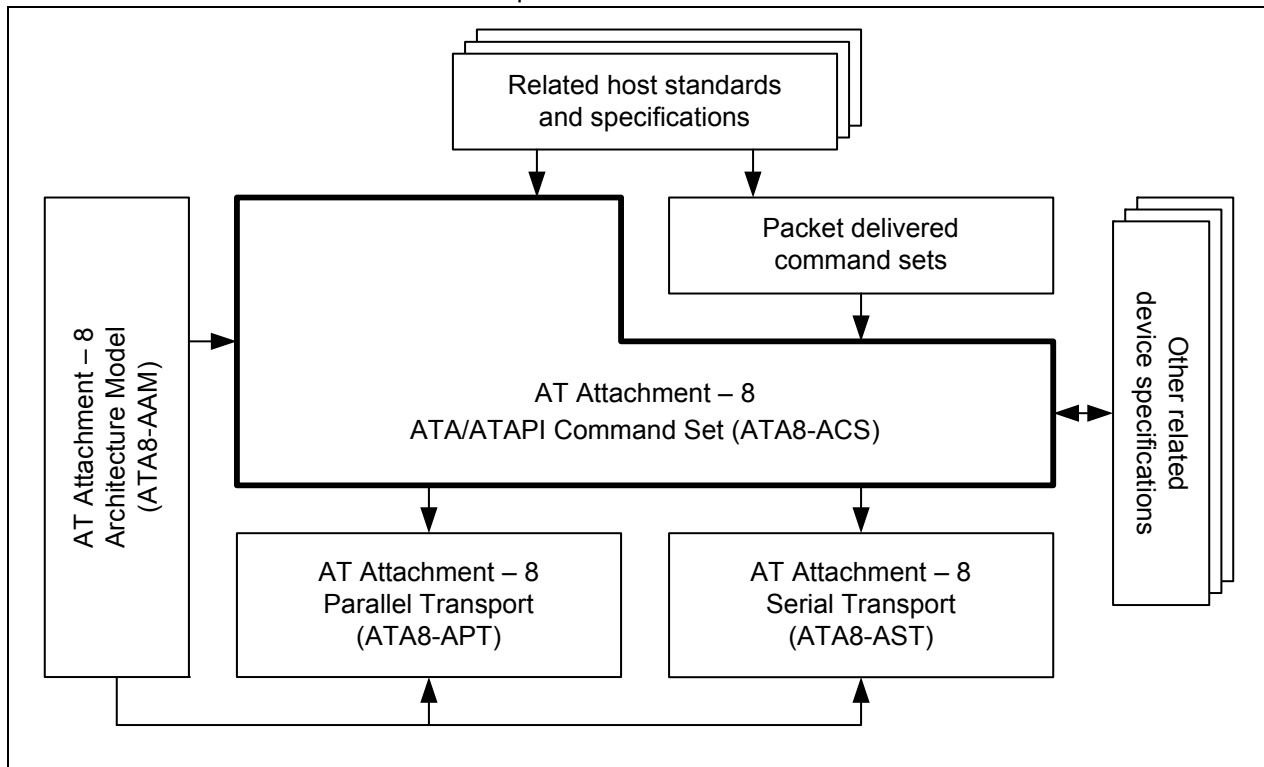 Related host standards
and specifications
Packet delivered
command sets
AT Attachment – 8
Architecture Model
(ATA8-AAM)
AT Attachment – 8
ATA/ATAPI Command Set (ATA8-ACS)
Other related
device specifications
AT Attachment – 8
Parallel Transport
(ATA8-APT)
AT Attachment – 8
Serial Transport
(ATA8-AST)